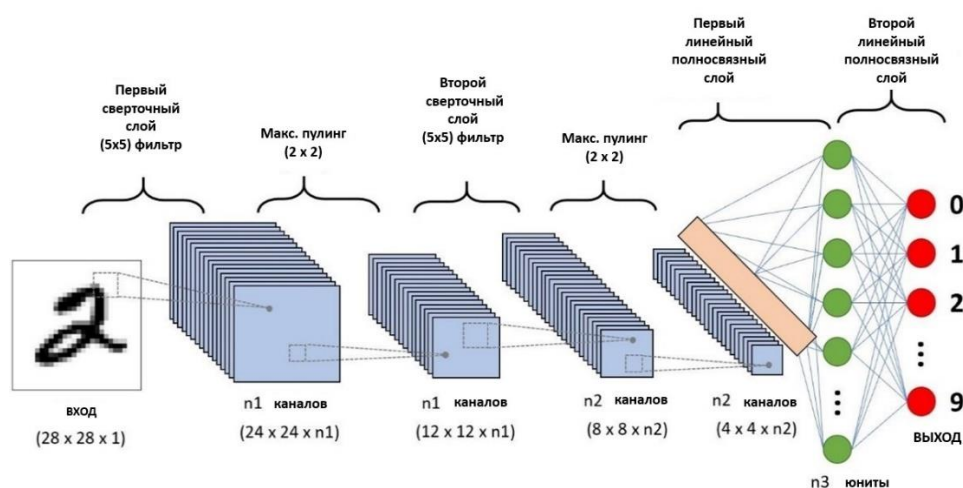 Первый
сверточный
слой
(5x5) фильтр
Макс. пулинг
(2 x 2)
Второй
сверточный
слой
(5x5) фильтр
Макс. пулинг
(2 x 2)
Первый
линейный
полносвязный
слой
Второй
линейный
полносвязный
слой
вход
(28 x 28 x 1)
n1 каналов
(24 x 24 x n1)
n1 каналов
(12 x 12 x n1)
n2 каналов
(8 x 8 x n2)
n2 каналов
(4 x 4 x n2)
n3 юниты
0
1
2
9
ВЫХОД